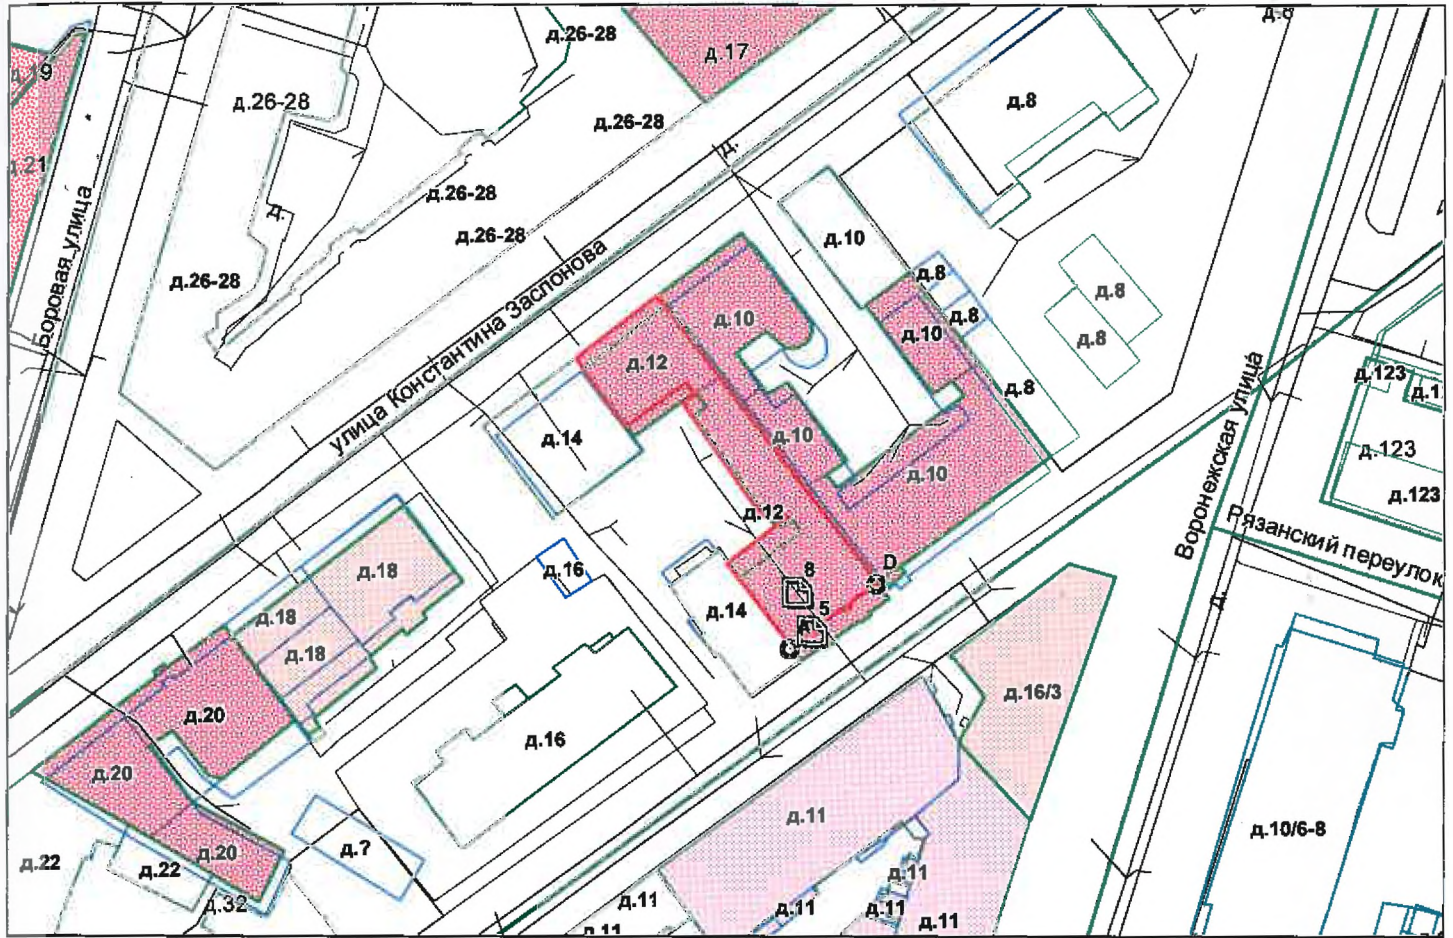 д.26-28
д.17
д.8
д.19
д.26-28
д.26-28
д.8
д.21
д.
д.26-28
д.
д.26-28
д.26-28
Боровая улица
улица Константина Заслонова
д.10
д.8
д.8
д.10
д.8
д.10
д.8
д.8
д.12
д.8
д.123
д.14
д.10
д.10
Воронежская улица
д.123
д.123
Рязанский переулок
д.12
д.18
д.16
D
8
5
д.
д.14
д.18
д.18
д.16/3
д.20
д.16
д.20
д.11
д.10/6-8
д.22
д.22
д.20
д.?
д.11
д.32
д.11
д.11
д.11
д.11
д.11